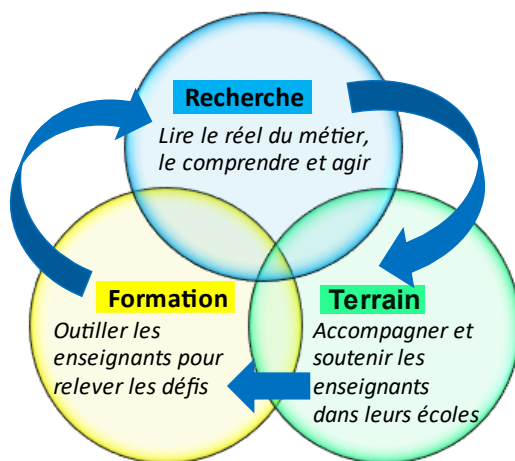 Recherche
Lire le réel du métier,
le comprendre et agir
Formation
Outiller les
enseignants pour
relever les défis
Terrain
Accompagner et
soutenir les
enseignants
dans leurs écoles